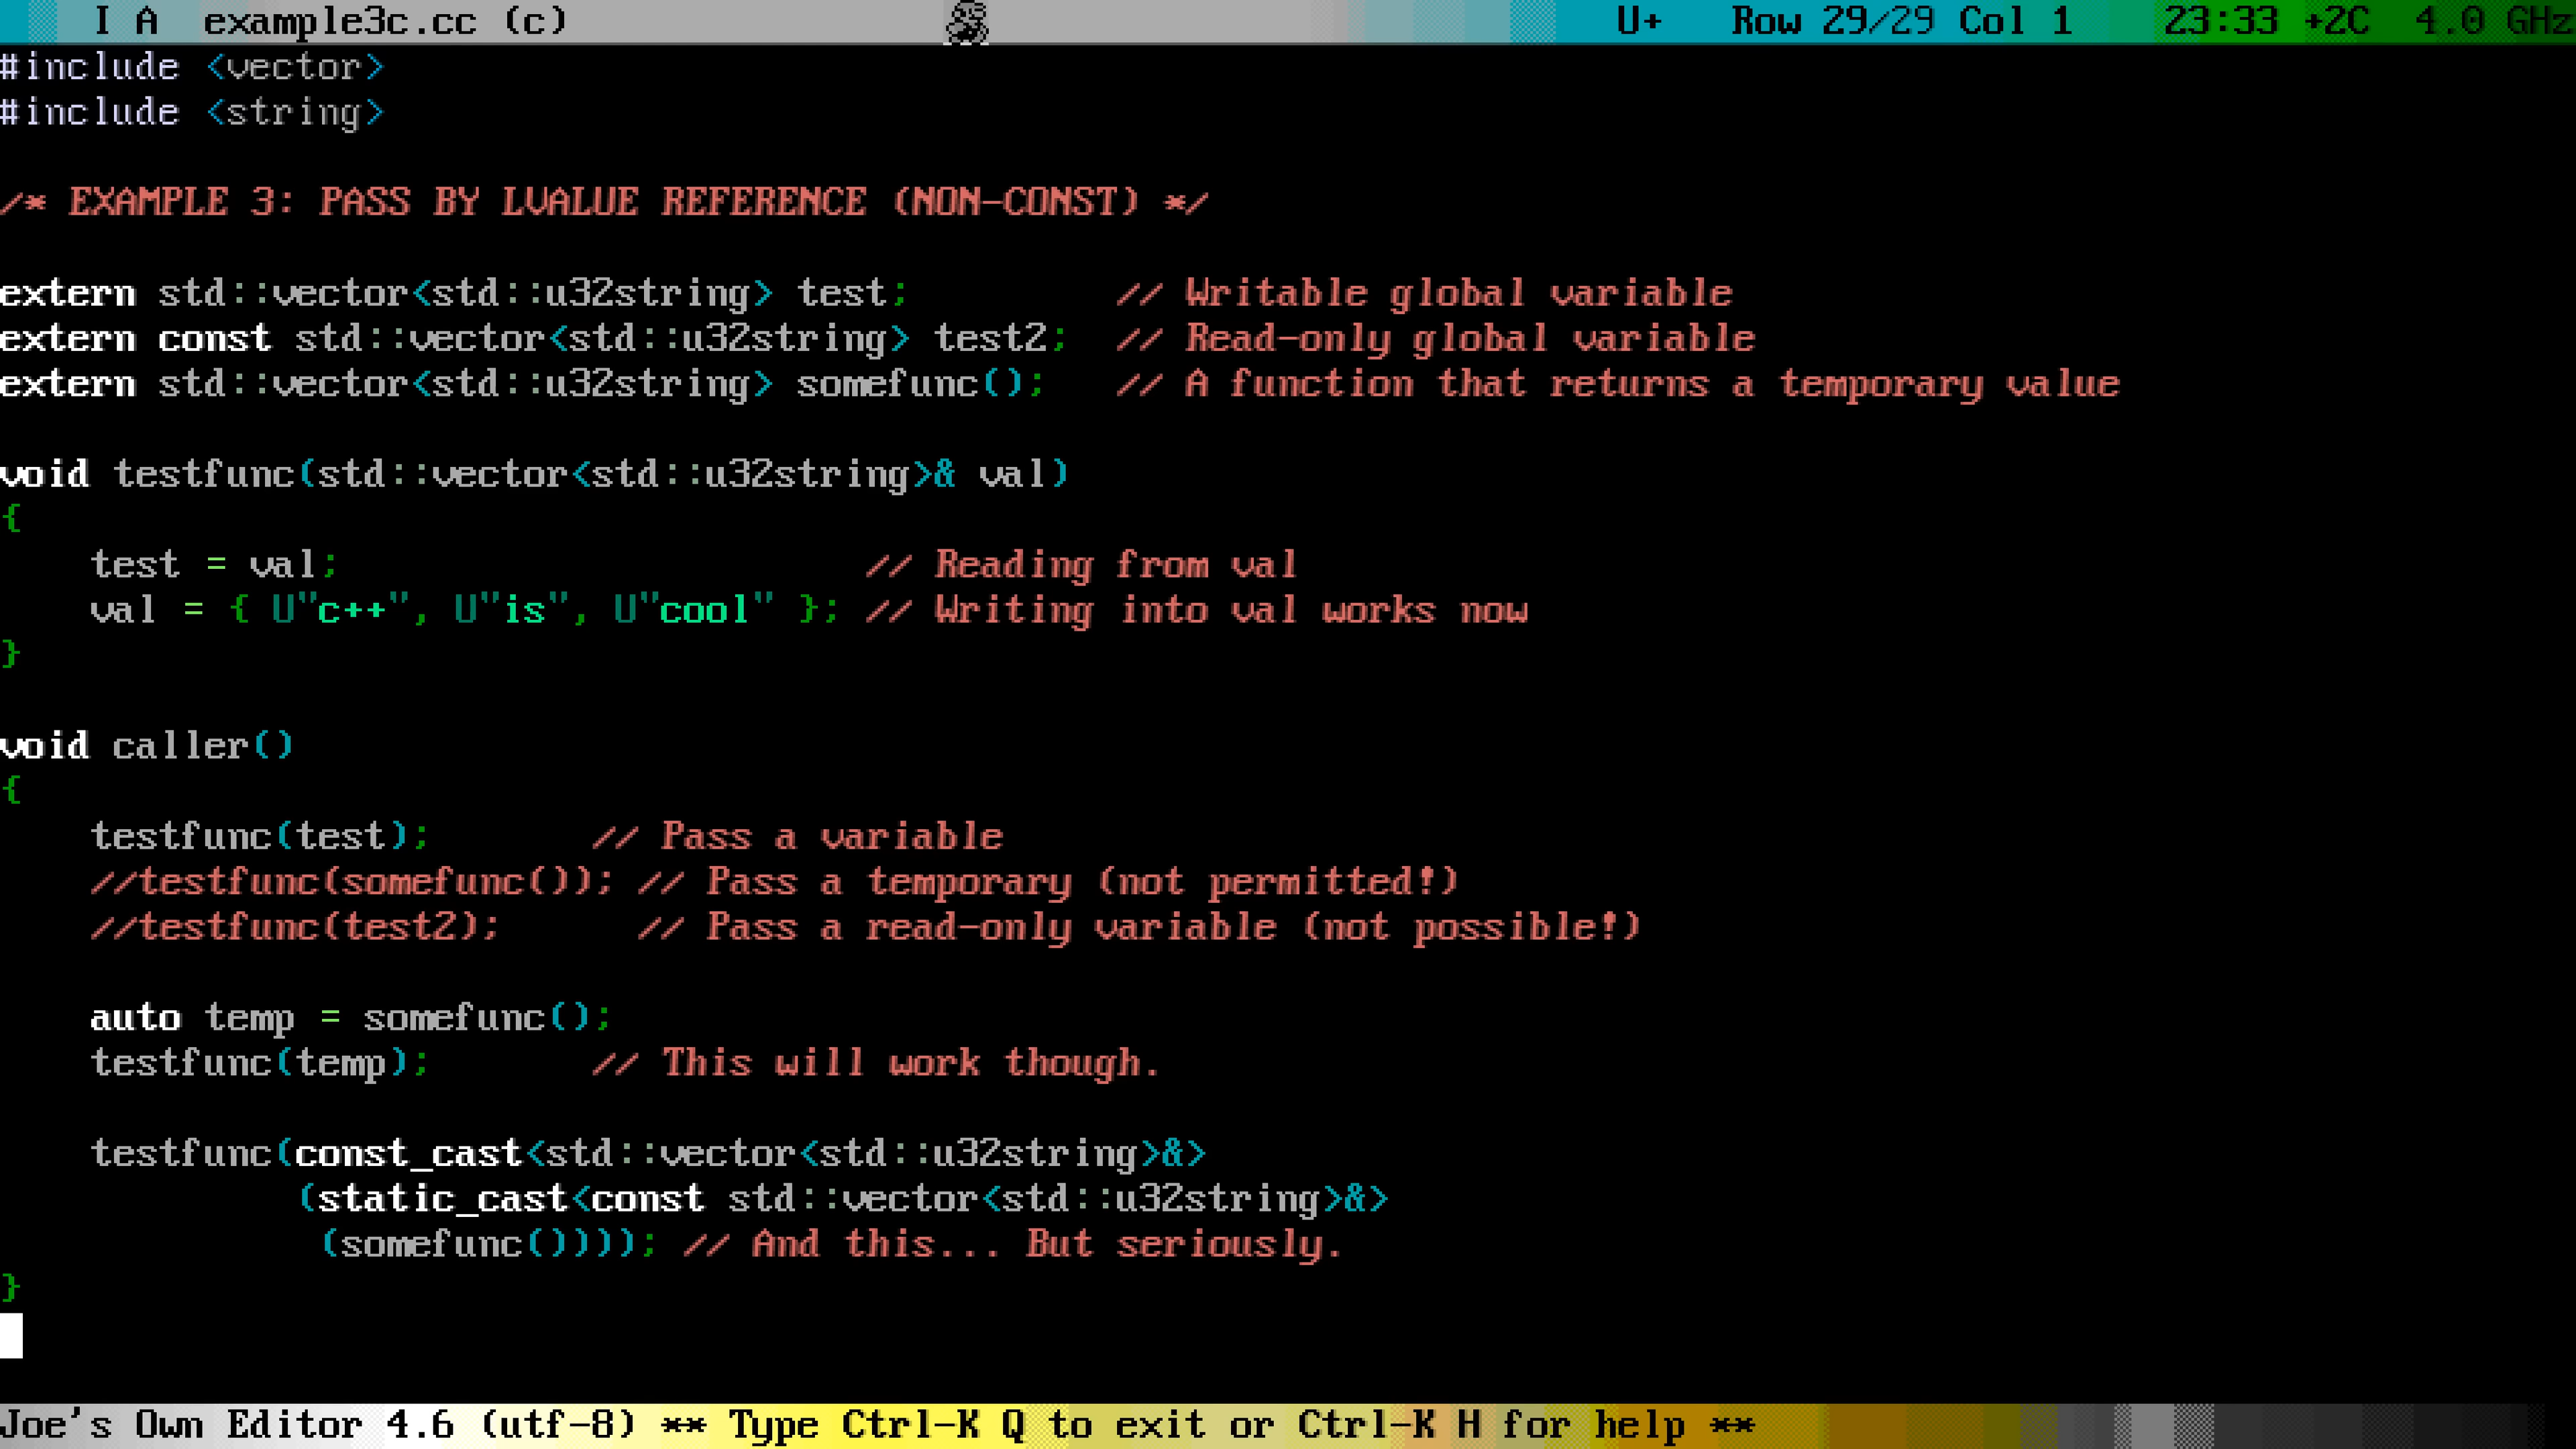 I A  example3c.cc (c)  U+  Row 29/29 Col 1  23:33 +2C  4.0 GHz
#include <vector>
#include <string>
/* EXAMPLE 3: PASS BY LVALUE REFERENCE (NON-CONST) */
extern std::vector<std::u32string> test;         // Writable global variable
extern const std::vector<std::u32string> test2;  // Read-only global variable
extern std::vector<std::u32string> somefunc();   // A function that returns a temporary value
void testfunc(std::vector<std::u32string>& val)
{
    test = val;                       // Reading from val
    val = { U"c++", U"is", U"cool" }; // Writing into val works now
}
void caller()
{
    testfunc(test);       // Pass a variable
    //testfunc(somefunc()); // Pass a temporary (not permitted!)
    //testfunc(test2);      // Pass a read-only variable (not possible!)
    auto temp = somefunc();
    testfunc(temp);       // This will work though.
    testfunc(const_cast<std::vector<std::u32string>&>
             (static_cast<const std::vector<std::u32string>&>
              (somefunc()))); // And this... But seriously.
}
Joe's Own Editor 4.6 (utf-8) ** Type Ctrl-K Q to exit or Ctrl-K H for help **